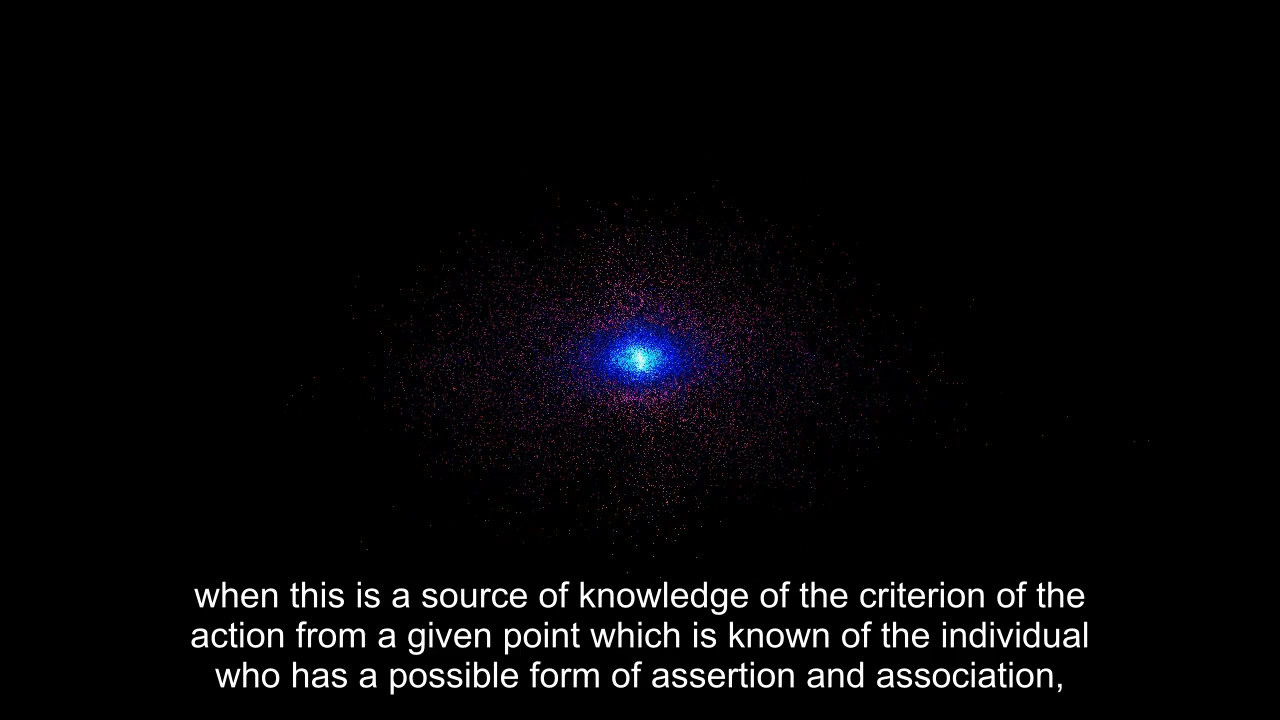 when this is a source of knowledge of the criterion of the
action from a given point which is known of the individual
who has a possible form of assertion and association,